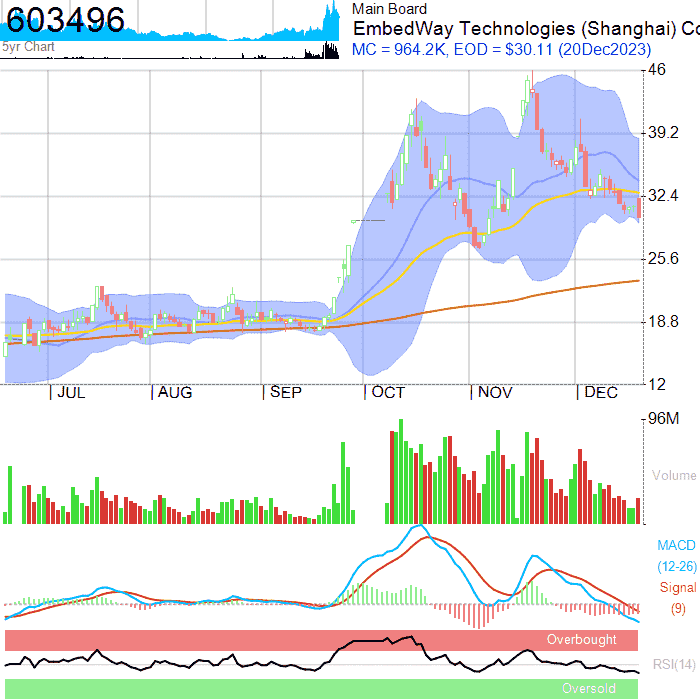 603496
5yr Chart
Main Board
EmbedWay Technologies (Shanghai) Co
MC = 964.2K, EOD = $30.11 (20Dec2023)
46
39.2
32.4
25.6
18.8
12
JUL
AUG
SEP
OCT
NOV
DEC
96M
Volume
MACD
(12-26)
Signal
(9)
Overbought
RSI(14)
Oversold